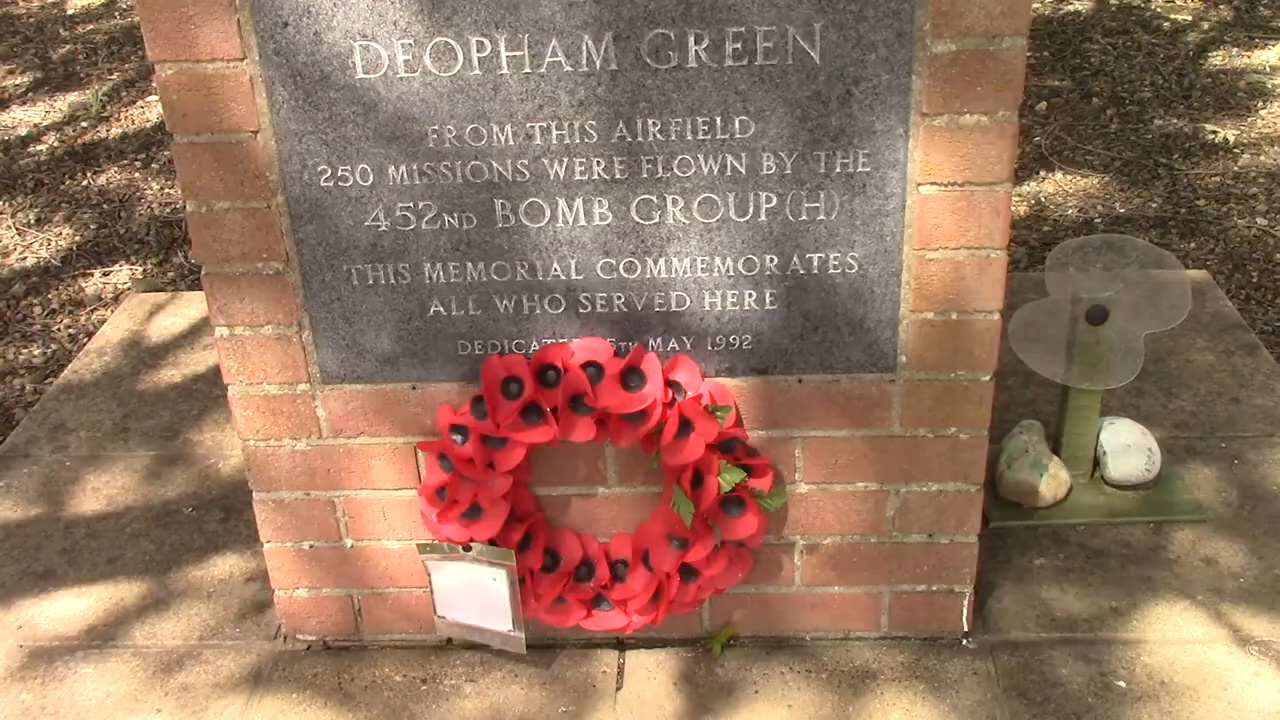 DEOPHAM GREEN
FROM THIS AIRFIELD
250 MISSIONS WERE FLOWN BY THE
452ND BOMB GROUP (H)
THIS MEMORIAL COMMEMORATES
ALL WHO SERVED HERE
MAY 1992